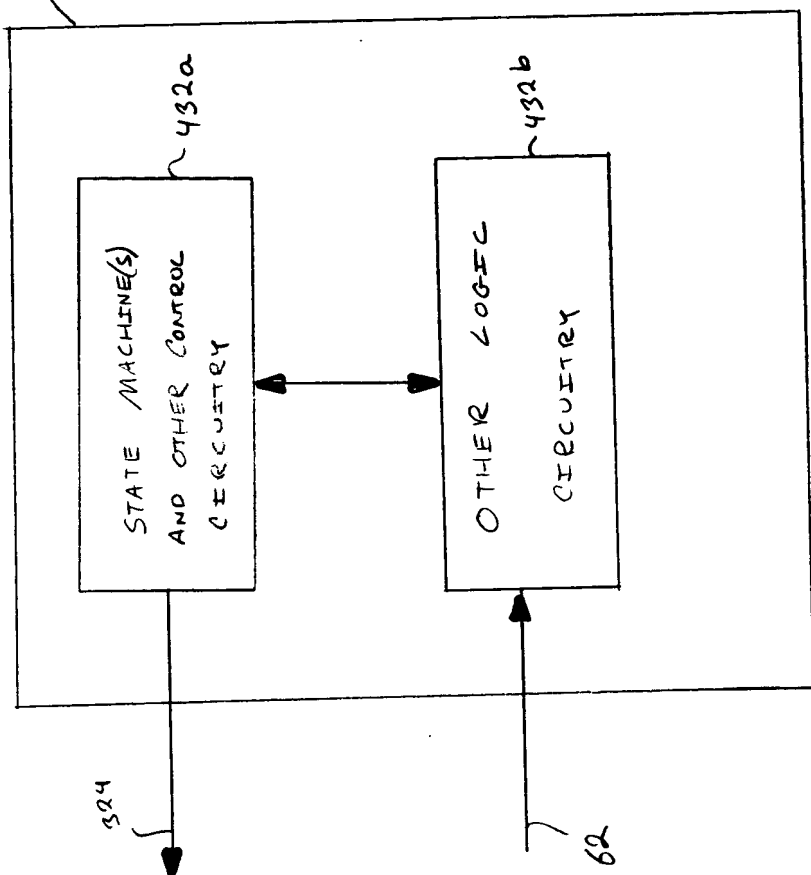 STATE MACHINE(S)
AND OTHER CONTROL
CIRCUITRY
432a
OTHER LOGIC
CIRCUITRY
432b
324
62